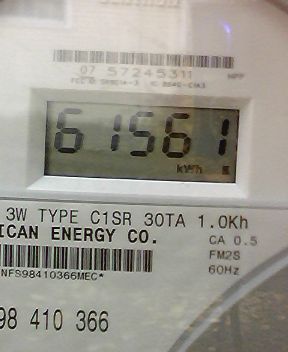 07 57245311 NPP
61561
kWh
3W TYPE C1SR 30TA 1.0Kh
ICAN ENERGY CO.
CA 0.5
FM2S
60Hz
NFS98410366MEC*
98 410 366